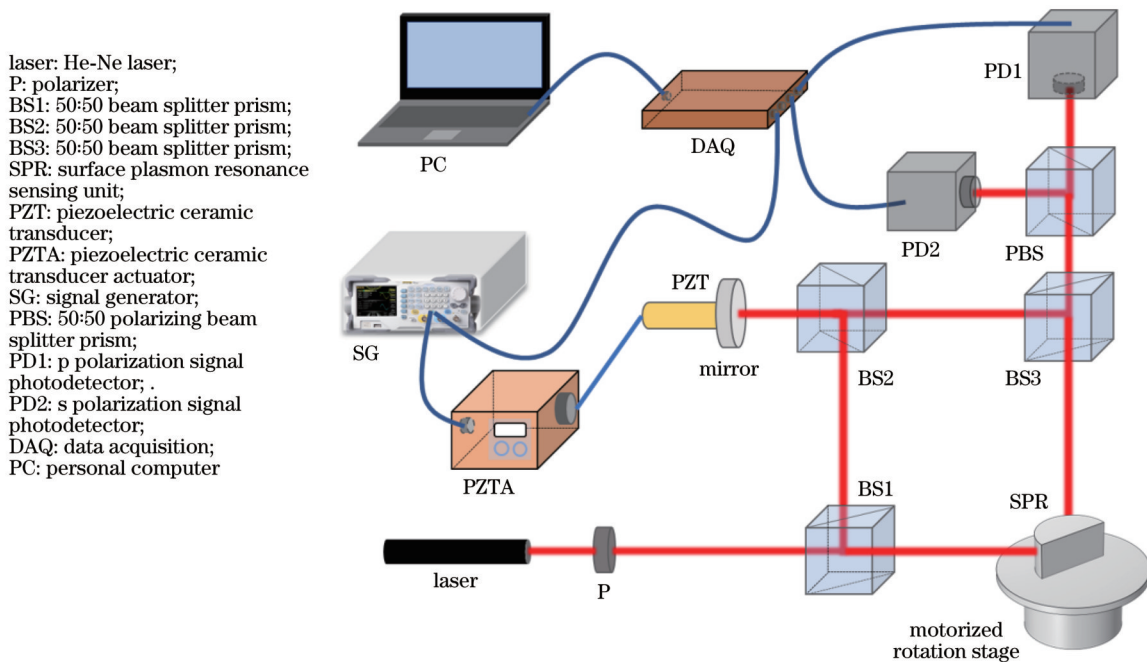 laser: He-Ne laser;
P: polarizer;
BS1: 50:50 beam splitter prism;
BS2: 50:50 beam splitter prism;
BS3: 50:50 beam splitter prism;
SPR: surface plasmon resonance
sensing unit;
PZT: piezoelectric ceramic
transducer;
PZTA: piezoelectric ceramic
transducer actuator;
SG: signal generator;
PBS: 50:50 polarizing beam
splitter prism;
PD1: p polarization signal
photodetector; .
PD2: s polarization signal
photodetector;
DAQ: data acquisition;
PC: personal computer
PC
DAQ
PD1
PD2
PBS
SG
PZT
mirror
BS2
BS3
PZTA
BS1
SPR
laser
P
motorized
rotation stage